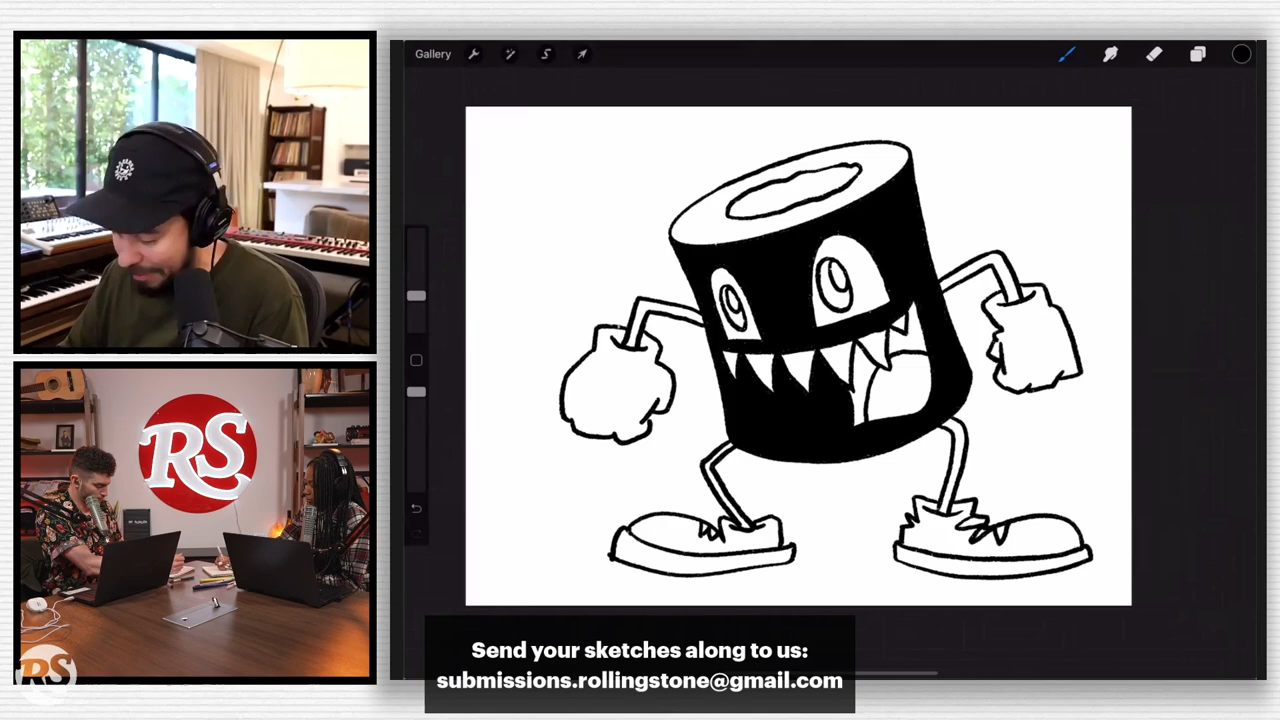 Gallery
RS
RS
Send your sketches along to us:
submissions.rollingstone@gmail.com